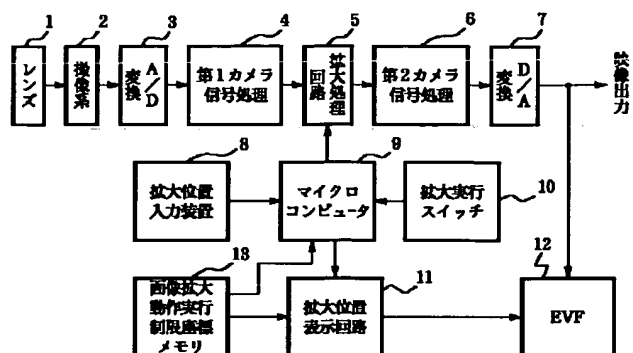 1
レンズ
2
撮像系
3
A/D
変換
4
第1カメラ
信号処理
5
拡大処理
回路
6
第2カメラ
信号処理
7
D/A
変換
映像出力
8
拡大位置
入力装置
9
マイクロ
コンピュータ
10
拡大実行
スイッチ
13
画像拡大
動作実行
制限座標
メモリ
11
拡大位置
表示回路
12
EVF